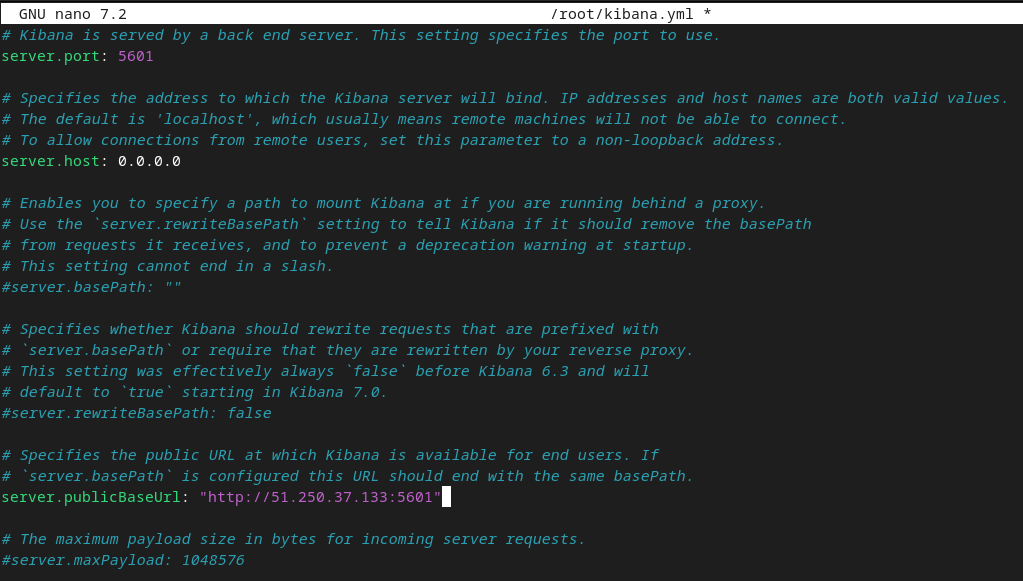 GNU nano 7.2 /root/kibana.yml *
# Kibana is served by a back end server. This setting specifies the port to use.
server.port: 5601
# Specifies the address to which the Kibana server will bind. IP addresses and host names are both valid values.
# The default is 'localhost', which usually means remote machines will not be able to connect.
# To allow connections from remote users, set this parameter to a non-loopback address.
server.host: 0.0.0.0
# Enables you to specify a path to mount Kibana at if you are running behind a proxy.
# Use the `server.rewriteBasePath` setting to tell Kibana if it should remove the basePath
# from requests it receives, and to prevent a deprecation warning at startup.
# This setting cannot end in a slash.
#server.basePath: ""
# Specifies whether Kibana should rewrite requests that are prefixed with
# `server.basePath` or require that they are rewritten by your reverse proxy.
# This setting was effectively always `false` before Kibana 6.3 and will
# default to `true` starting in Kibana 7.0.
#server.rewriteBasePath: false
# Specifies the public URL at which Kibana is available for end users. If
# `server.basePath` is configured this URL should end with the same basePath.
server.publicBaseUrl: "http://51.250.37.133:5601"
# The maximum payload size in bytes for incoming server requests.
#server.maxPayload: 1048576